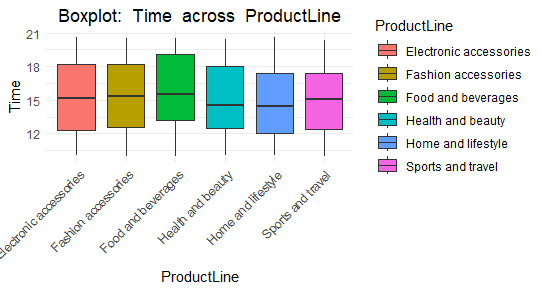 Boxplot: Time across ProductLine
21
18
15
12
Time
Electronic accessories
Fashion accessories
Food and beverages
Health and beauty
Home and lifestyle
Sports and travel
ProductLine
ProductLine
Electronic accessories
Fashion accessories
Food and beverages
Health and beauty
Home and lifestyle
Sports and travel